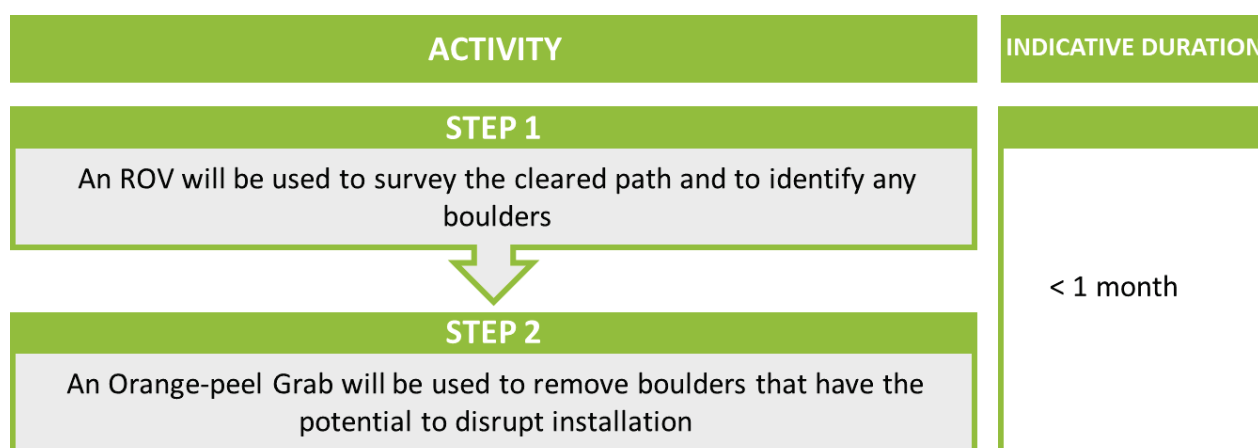 ACTIVITY
INDICATIVE DURATION
STEP 1
An ROV will be used to survey the cleared path and to identify any
boulders
< 1 month
STEP 2
An Orange-peel Grab will be used to remove boulders that have the
potential to disrupt installation